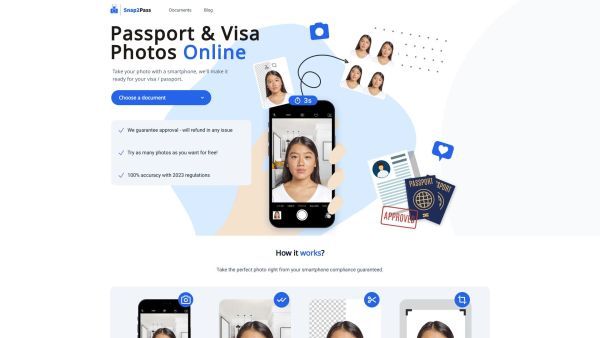 Snap2Pass
Documents
Blog
Passport & Visa
Photos Online
Take your photo with a smartphone, we'll make it
ready for your visa / passport.
Choose a document
3s
We guarantee approval - will refund in any issue
Try as many photos as you want for free!
100% accuracy with 2023 regulations
PASSPORT
APPROVED
How it works?
Take the perfect photo right from your smartphone compliance guaranteed